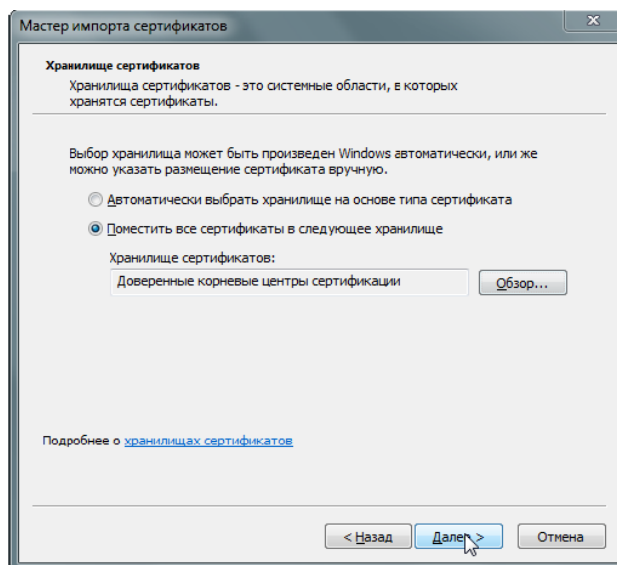 Мастер импорта сертификатов
Хранилище сертификатов
Хранилища сертификатов - это системные области, в которых
хранятся сертификаты.
Выбор хранилища может быть произведен Windows автоматически, или же
можно указать размещение сертификата вручную.
Автоматически выбрать хранилище на основе типа сертификата
Поместить все сертификаты в следующее хранилище
Хранилище сертификатов:
Доверенные корневые центры сертификации
Обзор...
Подробнее о хранилищах сертификатов
< Назад
Далее >
Отмена